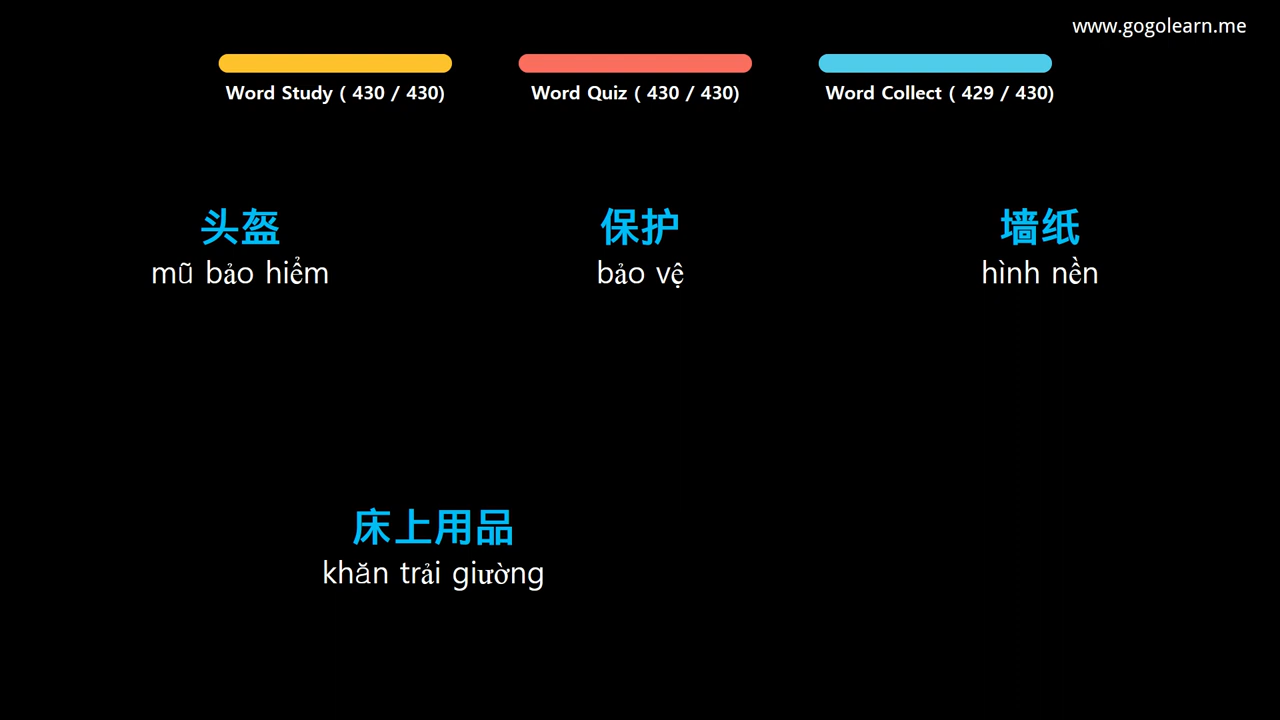 www.gogolearn.me
Word Study ( 430 / 430)
Word Quiz ( 430 / 430)
Word Collect ( 429 / 430)
头盔
mũ bảo hiểm
保护
bảo vệ
墙纸
hình nền
床上用品
khăn trải giường